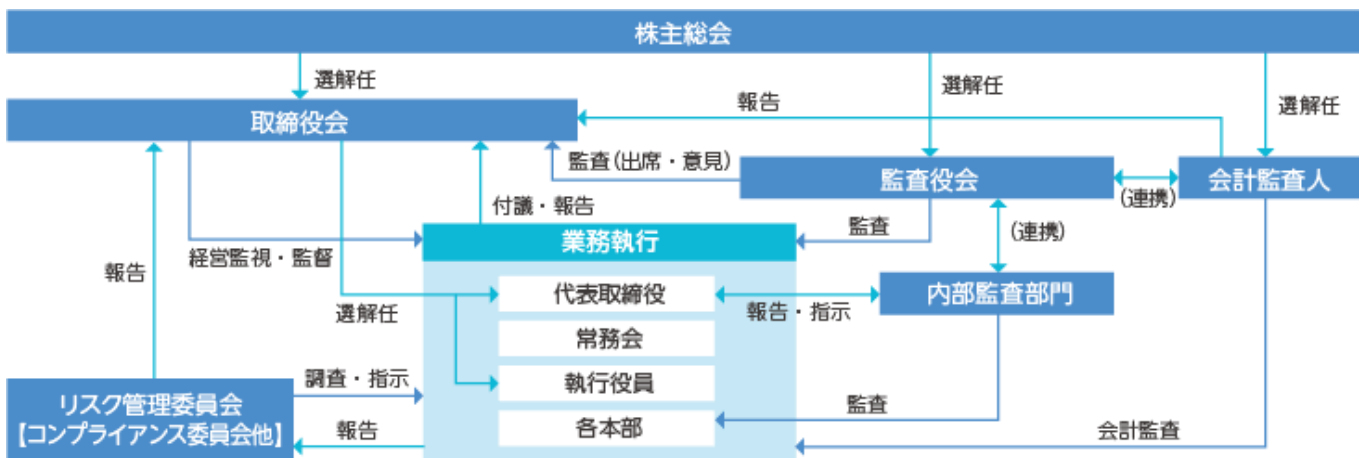 株主総会
選解任
選解任
選解任
報告
取締役会
監査(出席・意見)
監査役会
会計監査人
(連携)
付議・報告
監査
(連携)
業務執行
経営監視・監督
報告
代表取締役
内部監査部門
選解任
報告・指示
常務会
調査・指示
執行役員
リスク管理委員会
【コンプライアンス委員会他】
監査
報告
各本部
会計監査